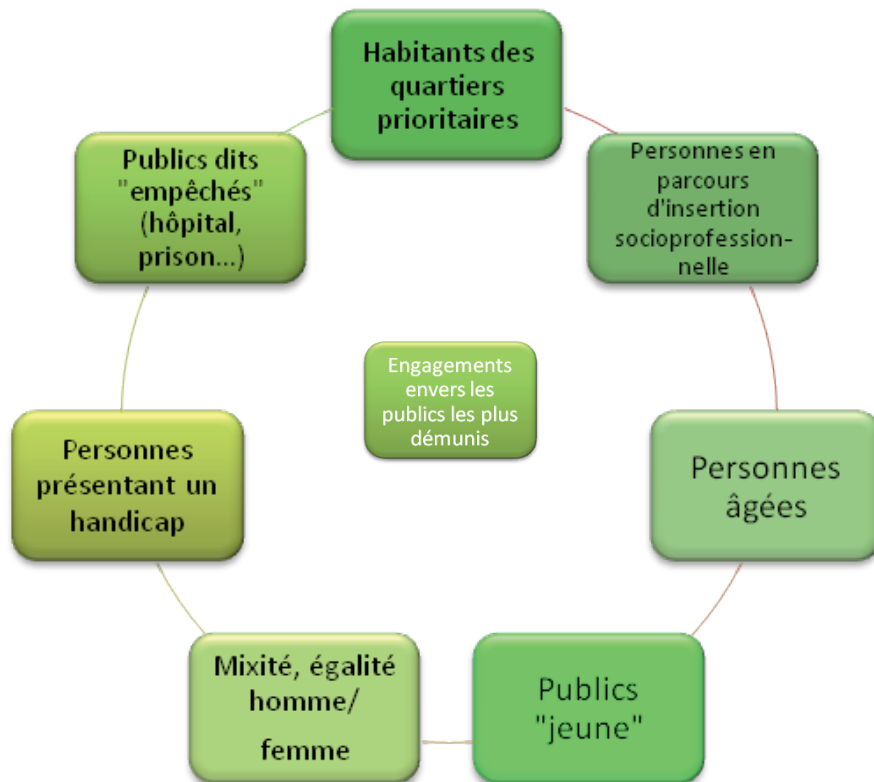 Habitants des
quartiers
prioritaires
Personnes en
parcours
d'insertion
socioprofession-
nelle
Personnes
âgées
Publics
"jeune"
Mixité, égalité
homme/
femme
Personnes
présentant un
handicap
Publics dits
"empêchés"
(hôpital,
prison...)
Engagements
envers les
publics les plus
démunis